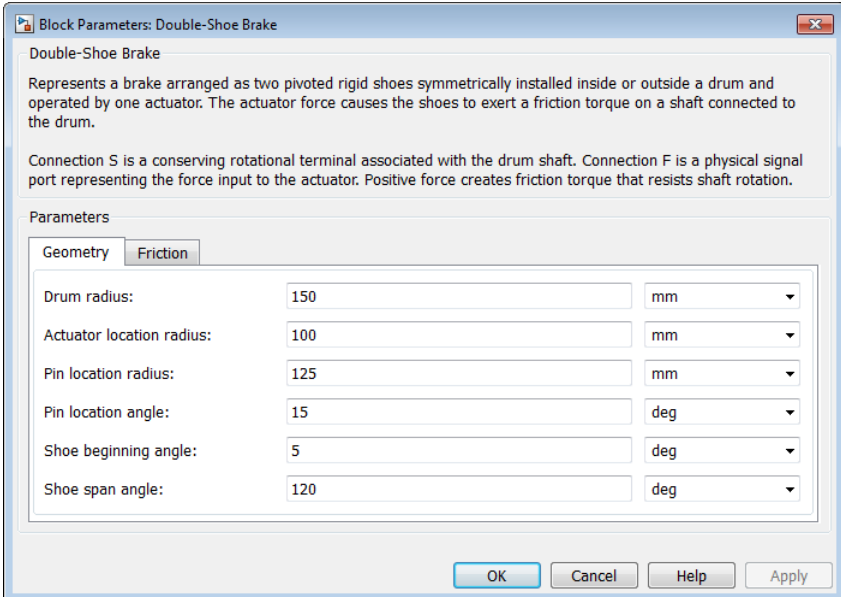 Block Parameters: Double-Shoe Brake
Double-Shoe Brake
Represents a brake arranged as two pivoted rigid shoes symmetrically installed inside or outside a drum and
operated by one actuator. The actuator force causes the shoes to exert a friction torque on a shaft connected to
the drum.
Connection S is a conserving rotational terminal associated with the drum shaft. Connection F is a physical signal
port representing the force input to the actuator. Positive force creates friction torque that resists shaft rotation.
Parameters
Geometry Friction
Drum radius: 150 mm
Actuator location radius: 100 mm
Pin location radius: 125 mm
Pin location angle: 15 deg
Shoe beginning angle: 5 deg
Shoe span angle: 120 deg
OK Cancel Help Apply